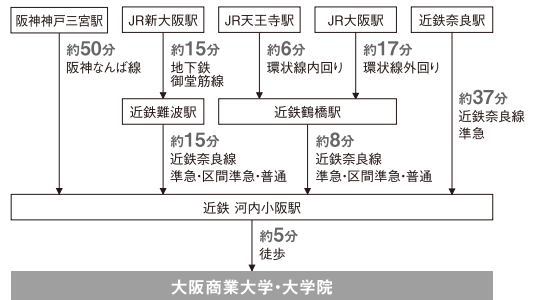 阪神神戸三宮駅
JR新大阪駅
JR天王寺駅
JR大阪駅
近鉄奈良駅
約50分
阪神なんば線
約15分
地下鉄
御堂筋線
約6分
環状線内回り
約17分
環状線外回り
約37分
近鉄奈良線
準急
近鉄難波駅
近鉄鶴橋駅
約15分
近鉄奈良線
準急・区間準急・普通
約8分
近鉄奈良線
準急・区間準急・普通
近鉄 河内小阪駅
約5分
徒歩
大阪商業大学・大学院